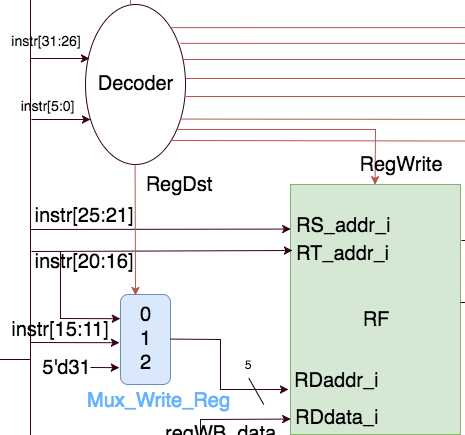 instr[31:26]
Decoder
instr[5:0]
RegWrite
RegDst
instr[25:21]
RS_addr_i
RT_addr_i
instr[20:16]
0
RF
instr[15:11]
1
5'd31
2
5
RDaddr_i
Mux_Write_Reg
RDdata_i
regWB_data